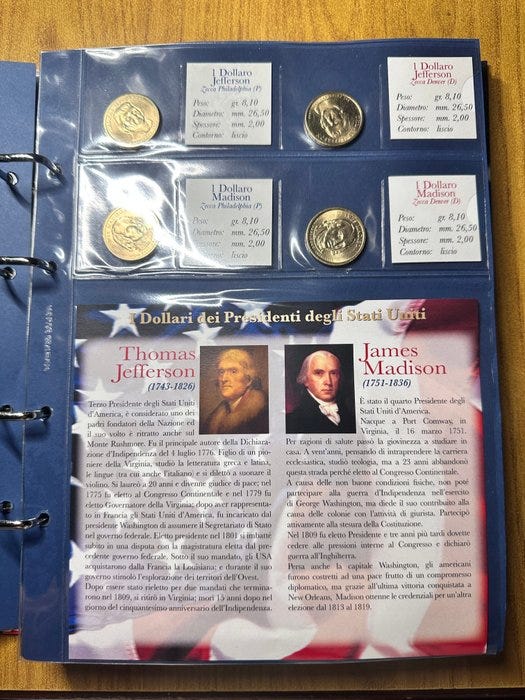 1 Dollaro
Jefferson
Zecca Philadelphia (P)
Peso: gr. 8,10
Diametro: mm. 26,50
Spessore: mm. 2,00
Contorno: liscio
1 Dollaro
Jefferson
Zecca Denver (D)
Peso: gr. 8,10
Diametro: mm. 26,50
Spessore: mm. 2,00
Contorno: liscio
1 Dollaro
Madison
Zecca Philadelphia (P)
Peso: gr. 8,10
Diametro: mm. 26,50
Spessore: mm. 2,00
Contorno: liscio
1 Dollaro
Madison
Zecca Denver (D)
Peso: gr. 8,10
Diametro: mm. 26,50
Spessore: mm. 2,00
Contorno: liscio
I Dollari dei Presidenti degli Stati Uniti
Thomas
Jefferson
(1743-1826)
Terzo Presidente degli Stati Uniti
d'America, è considerato uno dei
padri fondatori della Nazione ed
il suo volto è ritratto anche sul
Monte Rushmore. Fu il principale autore della Dichiara-
zione d'Indipendenza del 4 luglio 1776. Figlio di un pio-
niere della Virginia, studiò letteratura greca e latina,
le lingue (tra cui anche l'italiano) e si dilettò a suonare il
violino. Si laureò a 20 anni e divenne giudice di pace; nel
1775 fu eletto al Congresso Continentale e nel 1779 fu
eletto Governatore della Virginia; dopo aver rappresenta-
to in Francia gli Stati Uniti d'America, fu incaricato dal
presidente Washington di assumere il Segretariato di Stato
nel governo federale. Eletto presidente nel 1801 si imbatté
subito in una disputa con la magistratura eletta dal pre-
cedente governo federale. Sotto il suo mandato, gli USA
acquistarono dalla Francia la Louisiana; e durante il suo
governo stimolò l'esplorazione dei territori dell'Ovest.
Dopo essere stato rieletto per due mandati che termina-
rono nel 1809, si ritirò in Virginia; morì 15 anni dopo nel
giorno del cinquantesimo anniversario dell'Indipendenza.
James
Madison
(1751-1836)
È stato il quarto Presidente degli
Stati Uniti d'America.
Nacque a Port Comway, in
Virginia, il 16 marzo 1751.
Per ragioni di salute passò la giovinezza a studiare in
casa. A vent'anni, pensando di intraprendere la carriera
ecclesiastica, studiò teologia, ma a 23 anni abbandonò
questa strada perché eletto al Congresso Continentale.
A causa delle non buone condizioni fisiche, non poté
partecipare alla guerra d'Indipendenza nell'esercito
di George Washington, ma diede il suo contributo alla
causa delle colonie con l'attività di giurista. Partecipò
attivamente alla stesura della Costituzione.
Nel 1809 fu eletto Presidente e tre anni più tardi dovette
cedere alle pressioni interne al Congresso e dichiarò
guerra all'Inghilterra.
Persa anche la capitale Washington, gli americani
furono costretti ad una pace frutto di un compromesso
diplomatico, ma grazie all'ultima vittoria conquistata a
New Orleans, Madison ottenne le credenziali per un'altra
elezione dal 1813 al 1819.